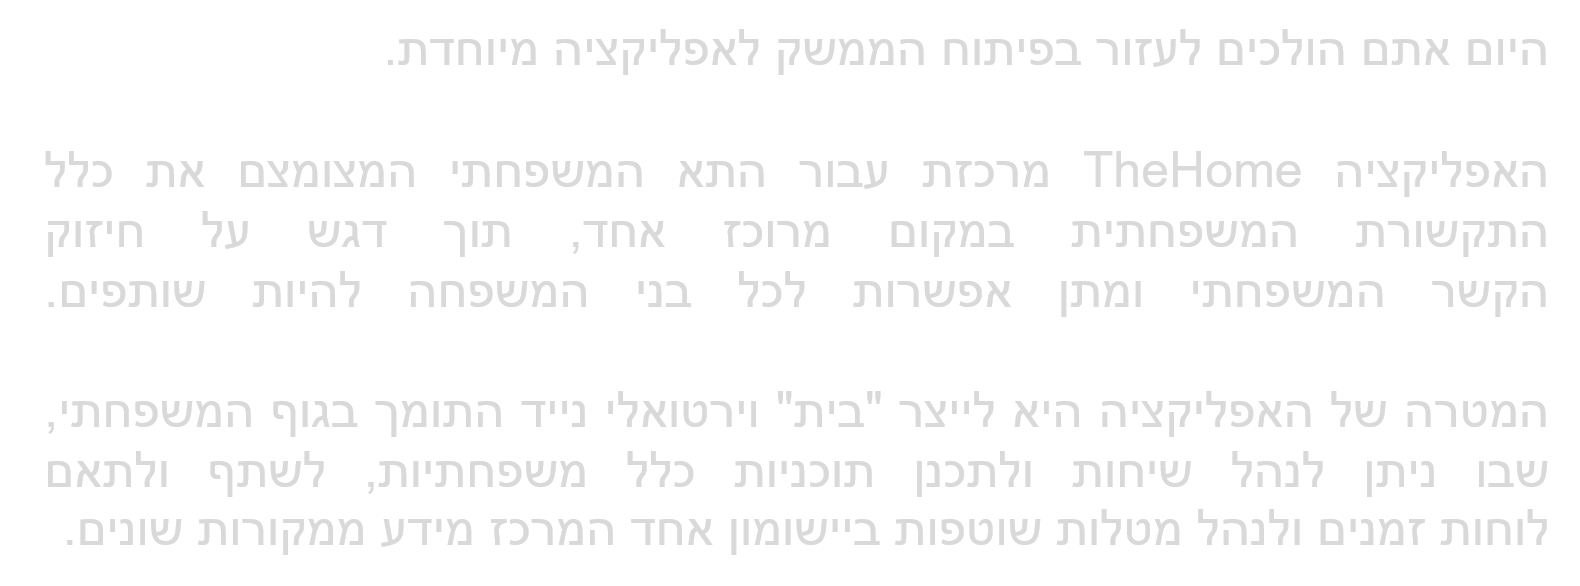 היום אתם הולכים לעזור בפיתוח הממשק לאפליקציה מיוחדת.
האפליקציה TheHome מרכזת עבור התא המשפחתי המצומצם את כלל
התקשורת המשפחתית במקום מרוכז אחד, תוך דגש על חיזוק
הקשר המשפחתי ומתן אפשרות לכל בני המשפחה להיות שותפים.
המטרה של האפליקציה היא לייצר "בית" וירטואלי נייד התומך בגוף המשפחתי,
שבו ניתן לנהל שיחות ולתכנן תוכניות כלל משפחתיות, לשתף ולתאם
לוחות זמנים ולנהל מטלות שוטפות ביישומון אחד המרכז מידע ממקורות שונים.